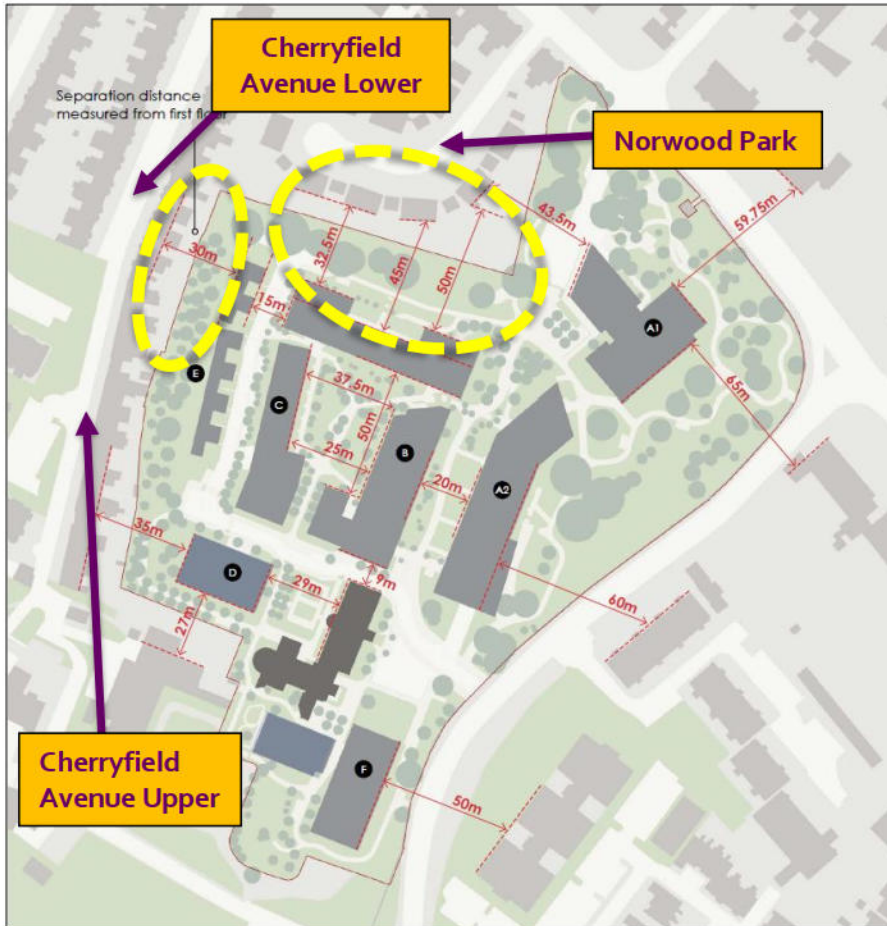 Cherryfield
Avenue Lower
Separation distance
measured from first floor
Norwood Park
43.5m
59.75m
32.5m
30m
45m
50m
15m
A1
E
37.5m
65m
C
50m
25m
B
20m
A2
35m
D
29m
9m
27m
60m
Cherryfield
Avenue Upper
F
50m